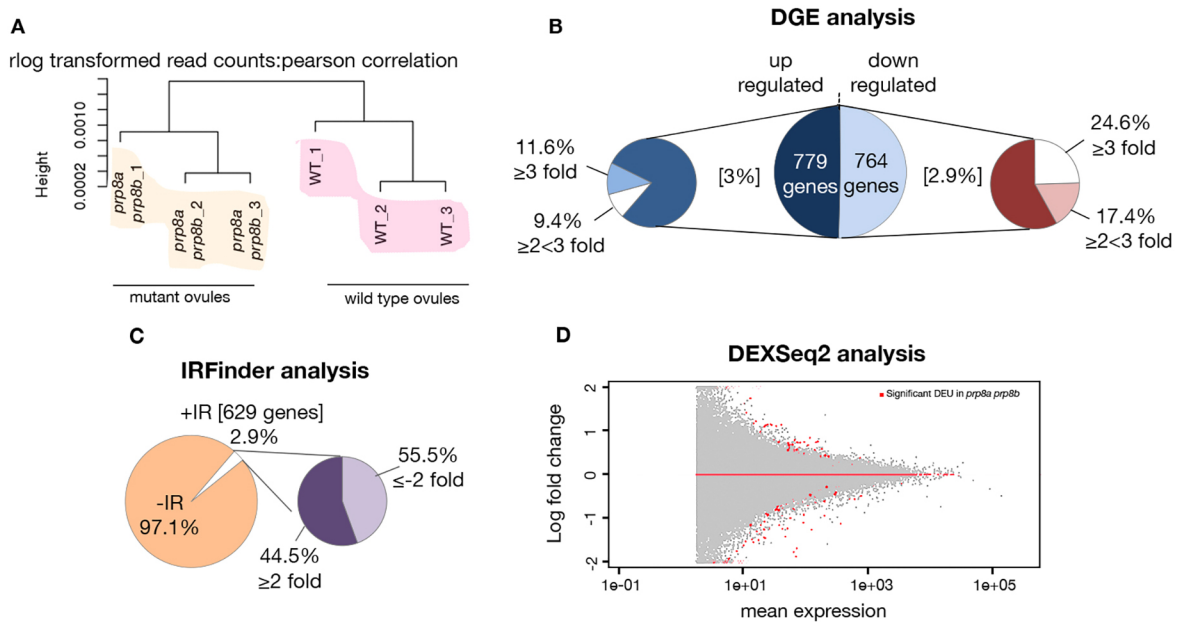 A
rlog transformed read counts:pearson correlation
Height
0.0002
0.0010
prp8a
prp8b_1
prp8a
prp8b_2
prp8a
prp8b_3
WT_1
WT_2
WT_3
mutant ovules
wild type ovules
B
DGE analysis
up
regulated
down
regulated
11.6%
≥3 fold
9.4%
≥2<3 fold
[3%]
779
genes
764
genes
[2.9%]
24.6%
≥3 fold
17.4%
≥2<3 fold
C
IRFinder analysis
+IR [629 genes]
2.9%
-IR
97.1%
55.5%
≤-2 fold
44.5%
≥2 fold
D
DEXSeq2 analysis
Significant DEU in prp8a prp8b
Log fold change
2
1
0
-1
-2
1e-01
1e+01
1e+03
1e+05
mean expression